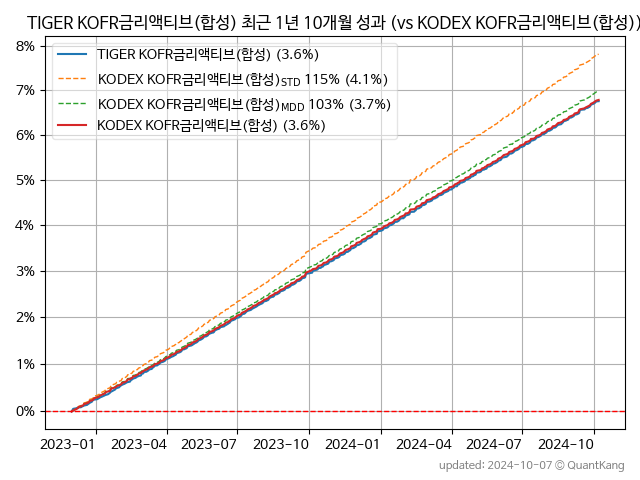 TIGER KOFR금리액티브(합성) 최근 1년 10개월 성과 (vs KODEX KOFR금리액티브(합성))
8%
7%
6%
5%
4%
3%
2%
1%
0%
TIGER KOFR금리액티브(합성) (3.6%)
KODEX KOFR금리액티브(합성)STD 115% (4.1%)
KODEX KOFR금리액티브(합성)MDD 103% (3.7%)
KODEX KOFR금리액티브(합성) (3.6%)
2023-01 2023-04 2023-07 2023-10 2024-01 2024-04 2024-07 2024-10
updated: 2024-10-07 © QuantKang